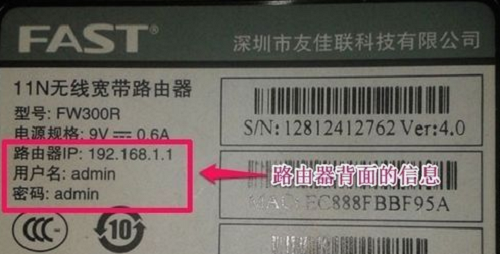 FAST®
深圳市友佳联科技有限公司
11N无线宽带路由器
型号: FW300R
电源规格: 9V⎓0.6A
路由器IP: 192.168.1.1
用户名: admin
密码: admin
S/N: 12812412762 Ver:4.0
路由器背面的信息
MAC: EC888FBBF95A
CCC
10